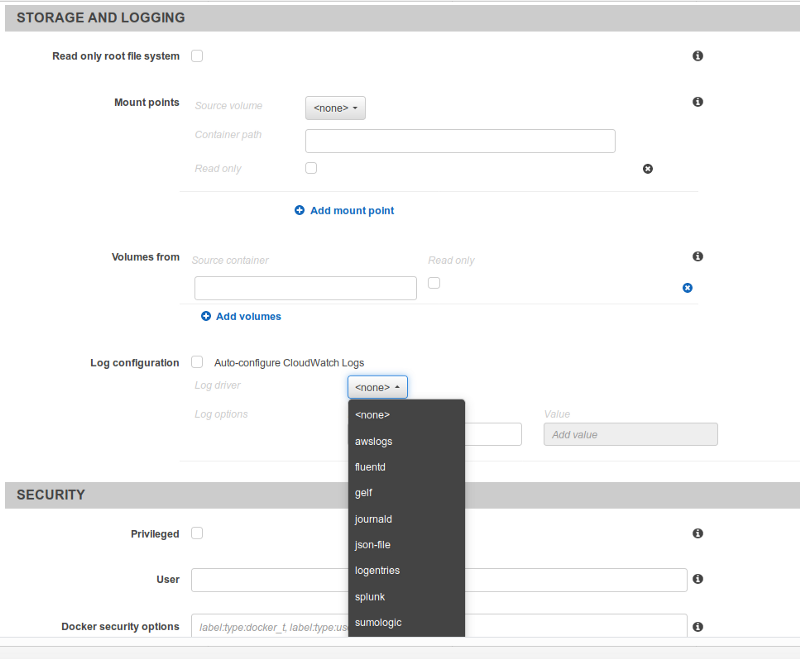 STORAGE AND LOGGING
Read only root file system
Mount points
Source volume
<none>
Container path
Read only
Add mount point
Volumes from
Source container
Read only
Add volumes
Log configuration
Auto-configure CloudWatch Logs
Log driver
<none>
Log options
Value
Add value
<none>
awslogs
fluentd
gelf
journald
json-file
logentries
splunk
sumologic
SECURITY
Privileged
User
Docker security options
label:type:docker_t, label:type:us